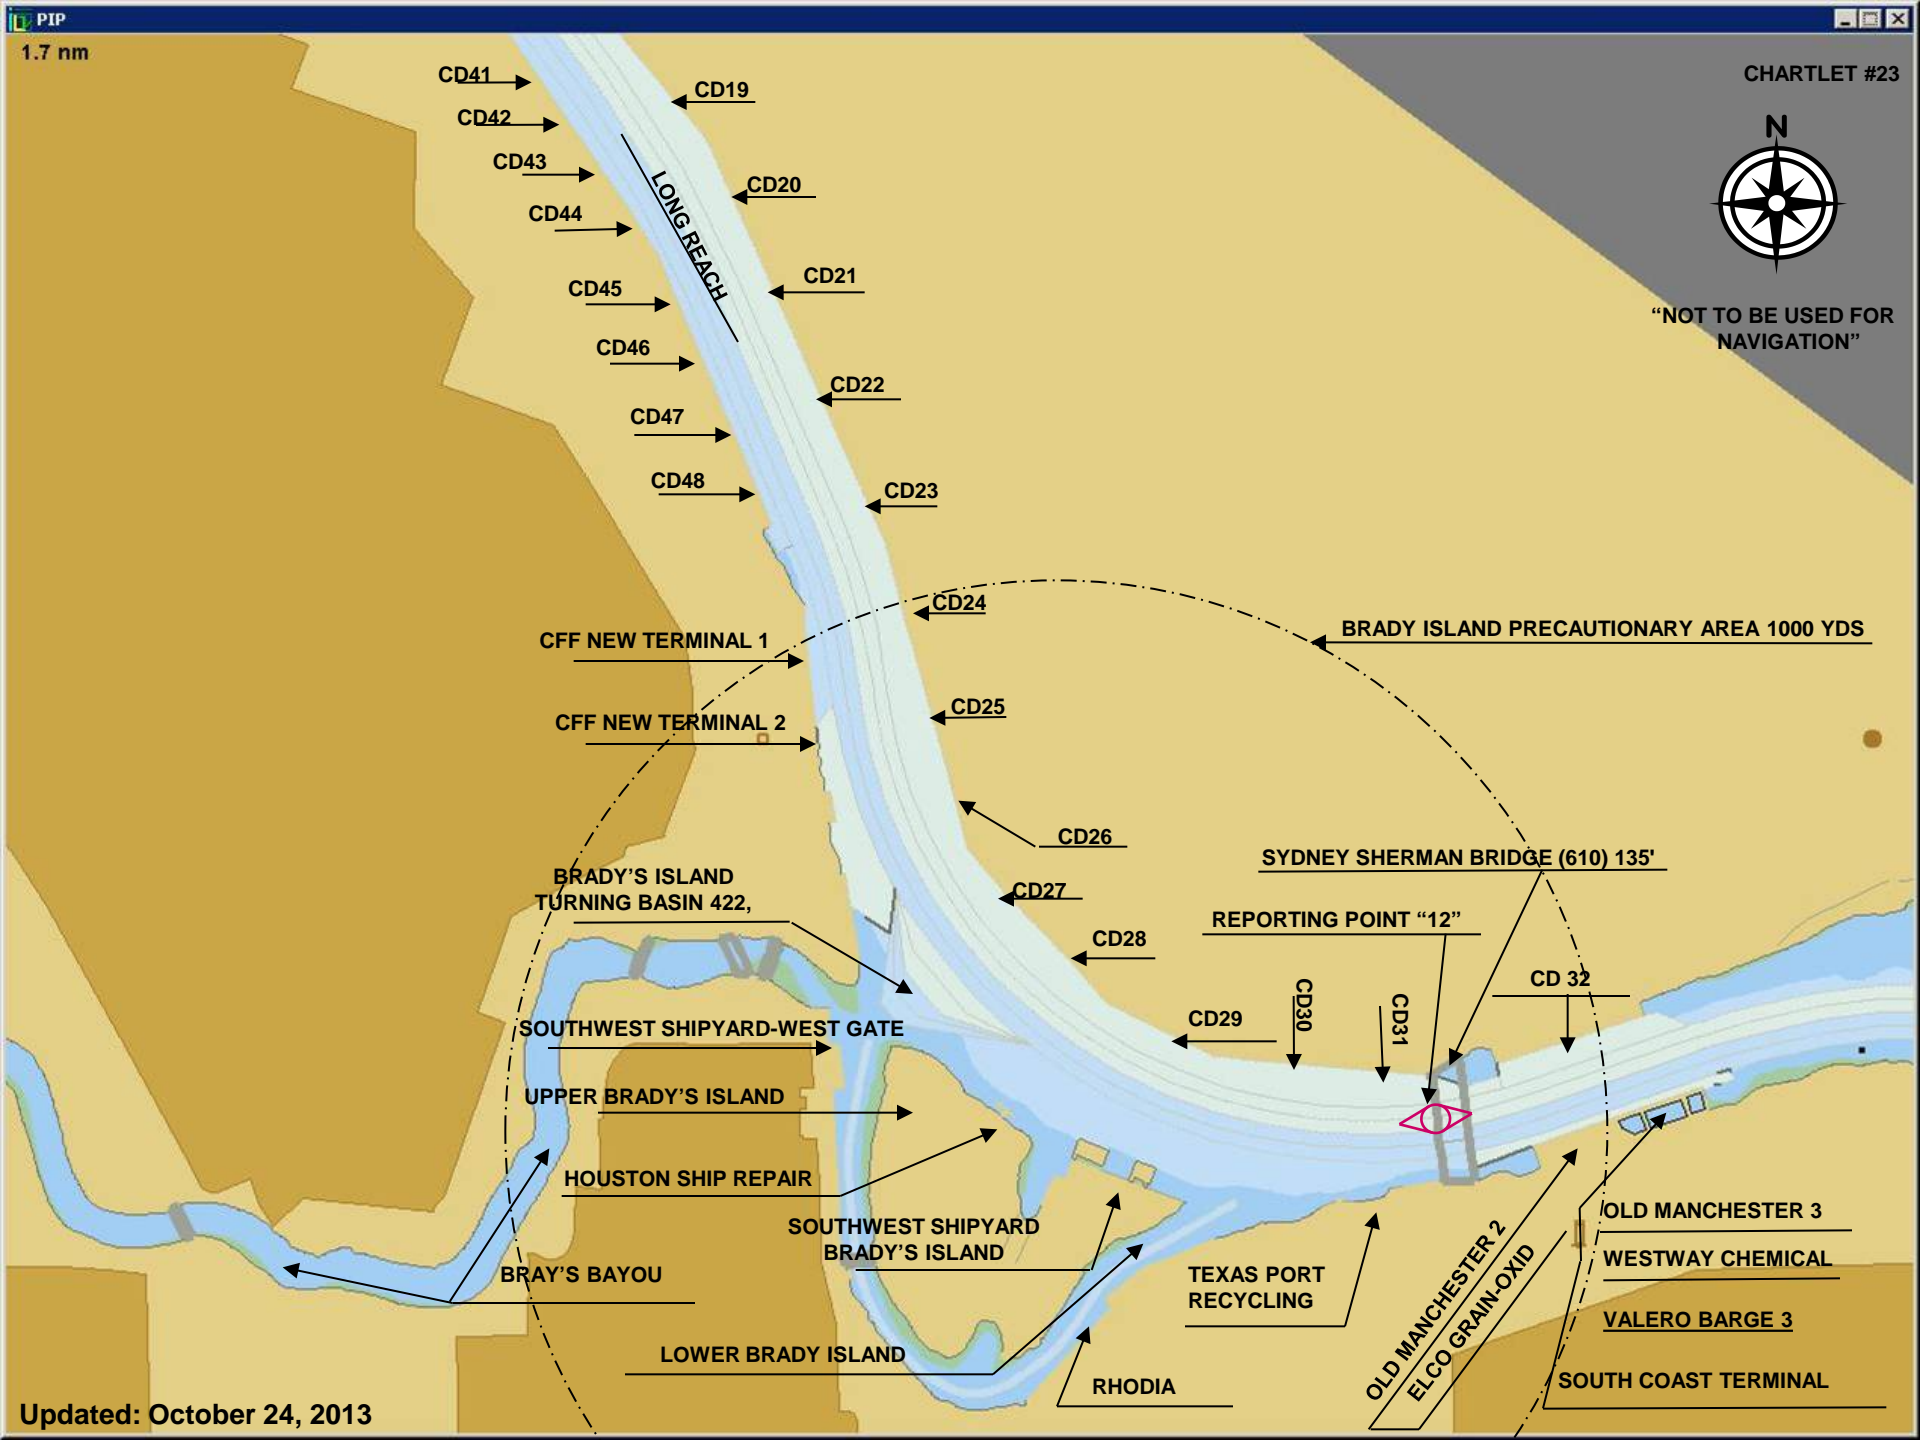 PIP
1.7 nm
CHARTLET #23
N
“NOT TO BE USED FOR
NAVIGATION”
CD41
CD42
CD43
CD44
CD45
CD46
CD47
CD48
CD19
CD20
CD21
CD22
CD23
CD24
CD25
CD26
CD27
CD28
CD29
CD30
CD31
CD 32
LONG REACH
CFF NEW TERMINAL 1
CFF NEW TERMINAL 2
BRADY ISLAND PRECAUTIONARY AREA 1000 YDS
SYDNEY SHERMAN BRIDGE (610) 135'
REPORTING POINT “12”
BRADY’S ISLAND
TURNING BASIN 422,
SOUTHWEST SHIPYARD-WEST GATE
UPPER BRADY’S ISLAND
HOUSTON SHIP REPAIR
SOUTHWEST SHIPYARD
BRADY’S ISLAND
BRAY’S BAYOU
LOWER BRADY ISLAND
RHODIA
TEXAS PORT
RECYCLING
OLD MANCHESTER 2
ELCO GRAIN-OXID
OLD MANCHESTER 3
WESTWAY CHEMICAL
VALERO BARGE 3
SOUTH COAST TERMINAL
Updated: October 24, 2013